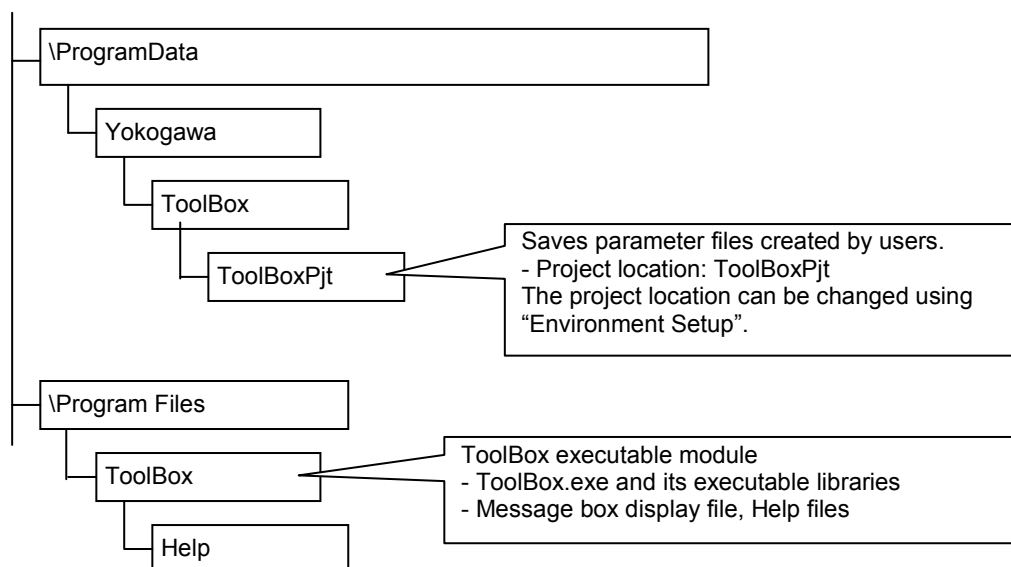 \ProgramData
Yokogawa
ToolBox
ToolBoxPjt
Saves parameter files created by users.
- Project location: ToolBoxPjt
The project location can be changed using
“Environment Setup”.
\Program Files
ToolBox
ToolBox executable module
- ToolBox.exe and its executable libraries
- Message box display file, Help files
Help